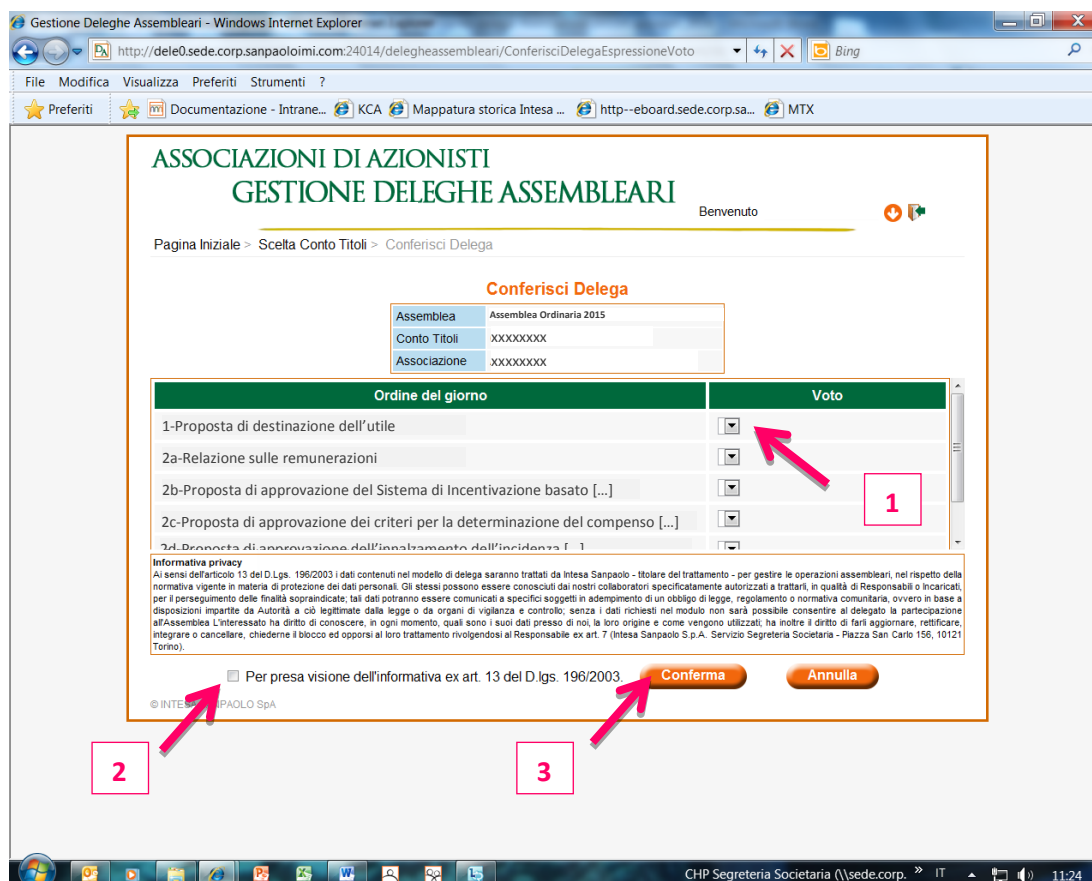 Gestione Deleghe Assembleari - Windows Internet Explorer
http://dele0.sede.corp.sanpaoloimi.com:24014/delegheassembleari/ConferisciDelegaEspressioneVoto
Bing
File Modifica Visualizza Preferiti Strumenti ?
Preferiti Documentazione - Intrane... KCA Mappatura storica Intesa ... http--eboard.sede.corp.sa... MTX
ASSOCIAZIONI DI AZIONISTI
GESTIONE DELEGHE ASSEMBLEARI
Benvenuto
Pagina Iniziale > Scelta Conto Titoli > Conferisci Delega
Conferisci Delega
Assemblea Assemblea Ordinaria 2015
Conto Titoli XXXXXXXX
Associazione XXXXXXXX
Ordine del giorno Voto
1-Proposta di destinazione dell'utile
2a-Relazione sulle remunerazioni
1
2b-Proposta di approvazione del Sistema di Incentivazione basato [...]
2c-Proposta di approvazione dei criteri per la determinazione del compenso [...]
2d-Proposta di approvazione dell'innalzamento dell'incidenza [...]
Informativa privacy
Ai sensi dell'articolo 13 del D.Lgs. 196/2003 i dati contenuti nel modello di delega saranno trattati da Intesa Sanpaolo - titolare del trattamento - per gestire le operazioni assembleari, nel rispetto della
normativa vigente in materia di protezione dei dati personali. Gli stessi possono essere conosciuti dai nostri collaboratori specificatamente autorizzati a trattarli, in qualità di Responsabili o Incaricati,
per il perseguimento delle finalità sopraindicate; tali dati potranno essere comunicati a specifici soggetti in adempimento di un obbligo di legge, regolamento o normativa comunitaria, ovvero in base a
disposizioni impartite da Autorità a ciò legittimate dalla legge o da organi di vigilanza e controllo; senza i dati richiesti nel modulo non sarà possibile consentire al delegato la partecipazione
all'Assemblea L'interessato ha diritto di conoscere, in ogni momento, quali sono i suoi dati presso di noi, la loro origine e come vengono utilizzati; ha inoltre il diritto di farli aggiornare, rettificare,
integrare o cancellare, chiederne il blocco ed opporsi al loro trattamento rivolgendosi al Responsabile ex art. 7 (Intesa Sanpaolo S.p.A. Servizio Segreteria Societaria - Piazza San Carlo 156, 10121
Torino).
Per presa visione dell'informativa ex art. 13 del D.lgs. 196/2003. Conferma Annulla
© INTESA SANPAOLO SpA
2 3
CHP Segreteria Societaria (\\sede.corp. » IT 11:24